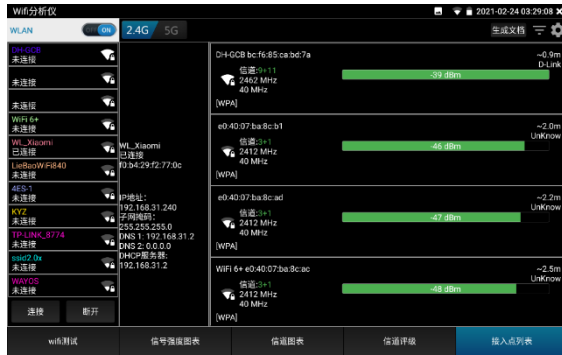 Wifi分析仪
2021-02-24 03:29:08
WLAN
ON
2.4G
5G
生成文档
DH-GCB
未连接
未连接
未连接
WiFi 6+
未连接
WL_Xiaomi
已连接
LieBaoWiFi840
未连接
4ES-1
未连接
KYZ
未连接
TP-LINK_8774
未连接
ssid2.0x
未连接
WAYOS
未连接
连接
断开
WL_Xiaomi
已连接
f0:b4:29:f2:77:0c
IP地址:
192.168.31.240
子网掩码:
255.255.255.0
DNS 1: 192.168.31.2
DNS 2: 0.0.0.0
DHCP服务器:
192.168.31.2
DH-GCB bc:f6:85:ca:bd:7a
~0.9m
D-Link
信道:9+11
2462 MHz
40 MHz
-39 dBm
[WPA]
e0:40:07:ba:8c:b1
~2.0m
UnKnow
信道:3+1
2412 MHz
40 MHz
-46 dBm
[WPA]
e0:40:07:ba:8c:ad
~2.2m
UnKnow
信道:3+1
2412 MHz
40 MHz
-47 dBm
[WPA]
WiFi 6+ e0:40:07:ba:8c:ac
~2.5m
UnKnow
信道:3+1
2412 MHz
40 MHz
-48 dBm
[WPA]
wifi测试
信号强度图表
信道图表
信道评级
接入点列表